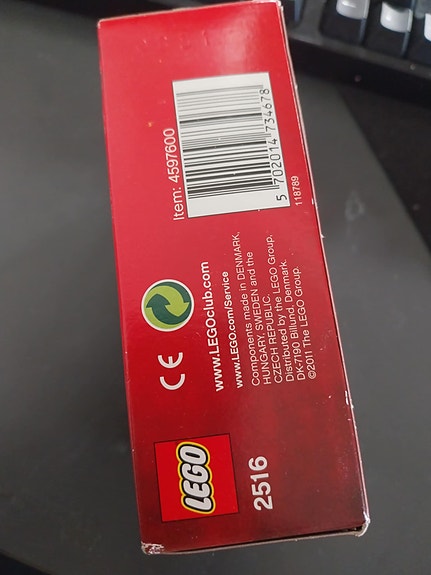 LEGO
2516
CE
www.LEGOclub.com
www.LEGO.com/Service
Components made in DENMARK,
HUNGARY, SWEDEN and the
CZECH REPUBLIC.
Distributed by the LEGO Group,
DK-7190 Billund, Denmark.
©2011 The LEGO Group.
Item: 4597600
5 702014 734678
118789